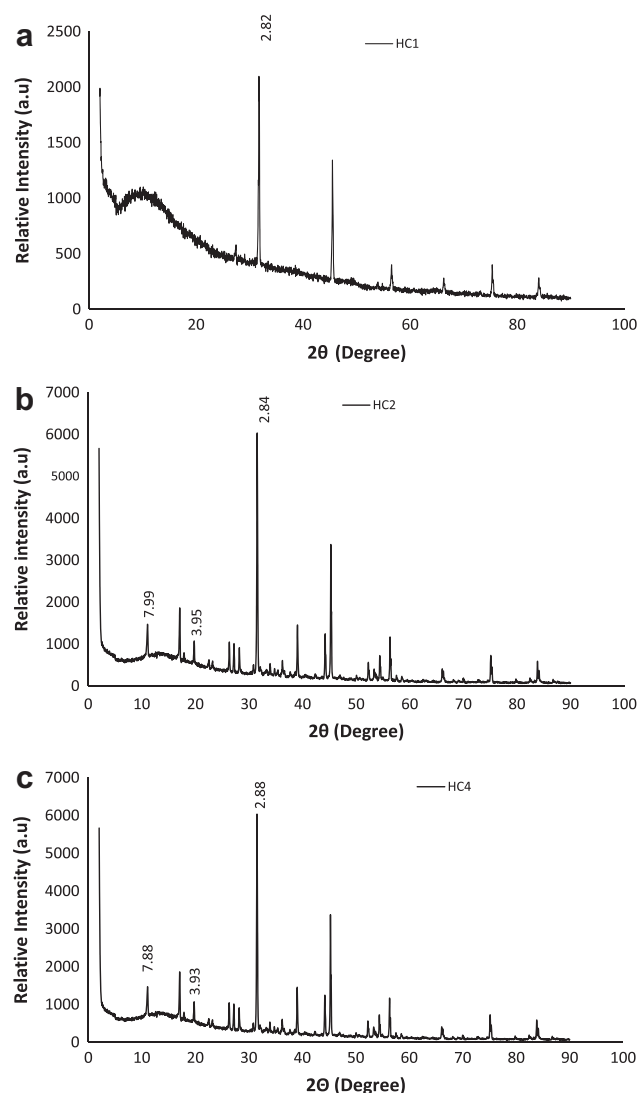 a
2.82
HC1
Relative Intensity (a.u)
2500
2000
1500
1000
500
0
0 20 40 60 80 100
2θ (Degree)
b
2.84
HC2
Relative intensity (a.u)
7000
6000
5000
4000
3000
2000
1000
0
7.99
3.95
0 10 20 30 40 50 60 70 80 90 100
2θ (Degree)
c
2.88
HC4
Relative Intensity (a.u)
7000
6000
5000
4000
3000
2000
1000
0
7.88
3.93
0 10 20 30 40 50 60 70 80 90 100
2Θ (Degree)